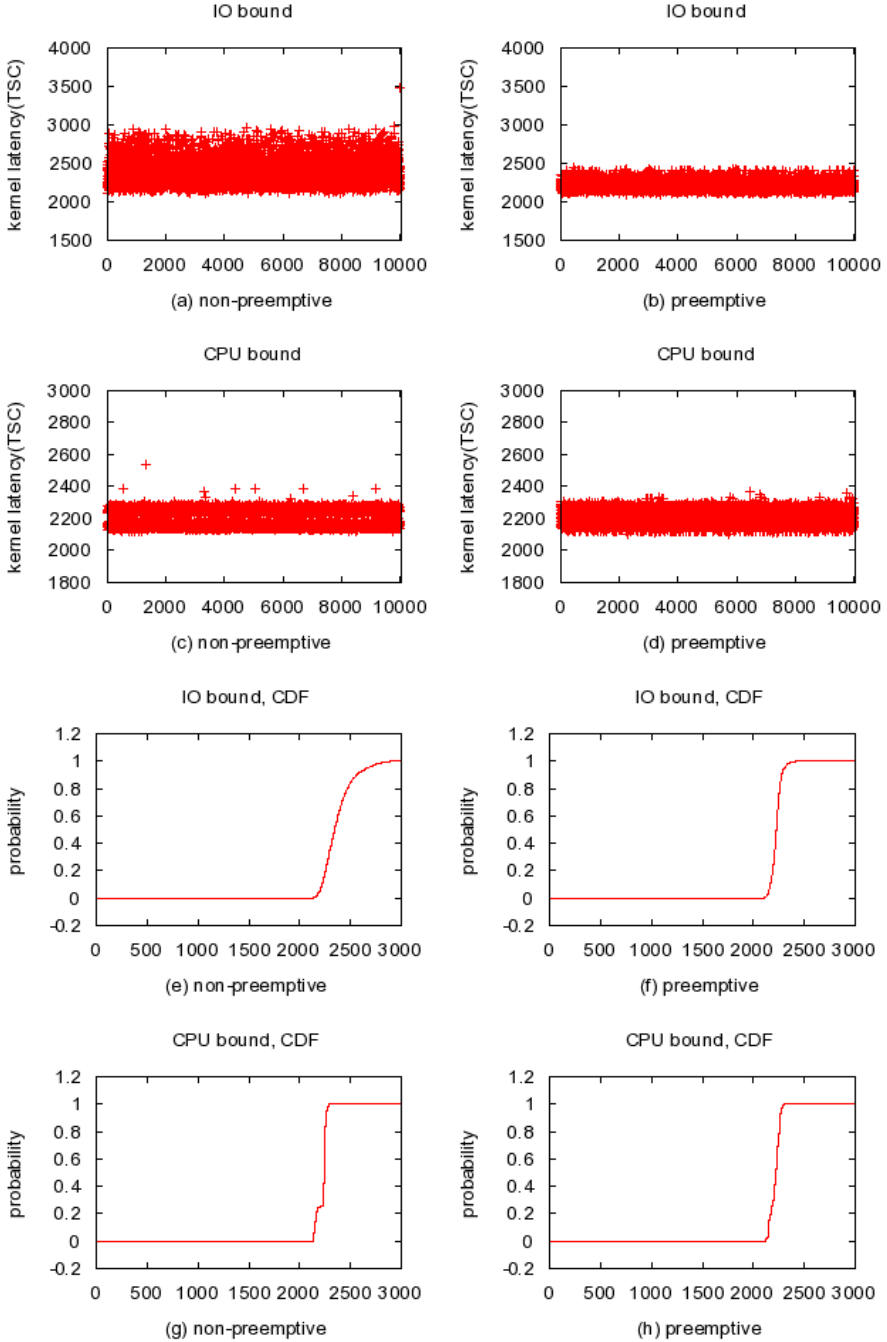 IO bound
kernel latency(TSC)
4000
3500
3000
2500
2000
1500
0 2000 4000 6000 8000 10000
(a) non-preemptive
IO bound
kernel latency(TSC)
4000
3500
3000
2500
2000
1500
0 2000 4000 6000 8000 10000
(b) preemptive
CPU bound
kernel latency(TSC)
3000
2800
2600
2400
2200
2000
1800
0 2000 4000 6000 8000 10000
(c) non-preemptive
CPU bound
kernel latency(TSC)
3000
2800
2600
2400
2200
2000
1800
0 2000 4000 6000 8000 10000
(d) preemptive
IO bound, CDF
probability
1.2
1
0.8
0.6
0.4
0.2
0
-0.2
0 500 1000 1500 2000 2500 3000
(e) non-preemptive
IO bound, CDF
probability
1.2
1
0.8
0.6
0.4
0.2
0
-0.2
0 500 1000 1500 2000 2500 3000
(f) preemptive
CPU bound, CDF
probability
1.2
1
0.8
0.6
0.4
0.2
0
-0.2
0 500 1000 1500 2000 2500 3000
(g) non-preemptive
CPU bound, CDF
probability
1.2
1
0.8
0.6
0.4
0.2
0
-0.2
0 500 1000 1500 2000 2500 3000
(h) preemptive